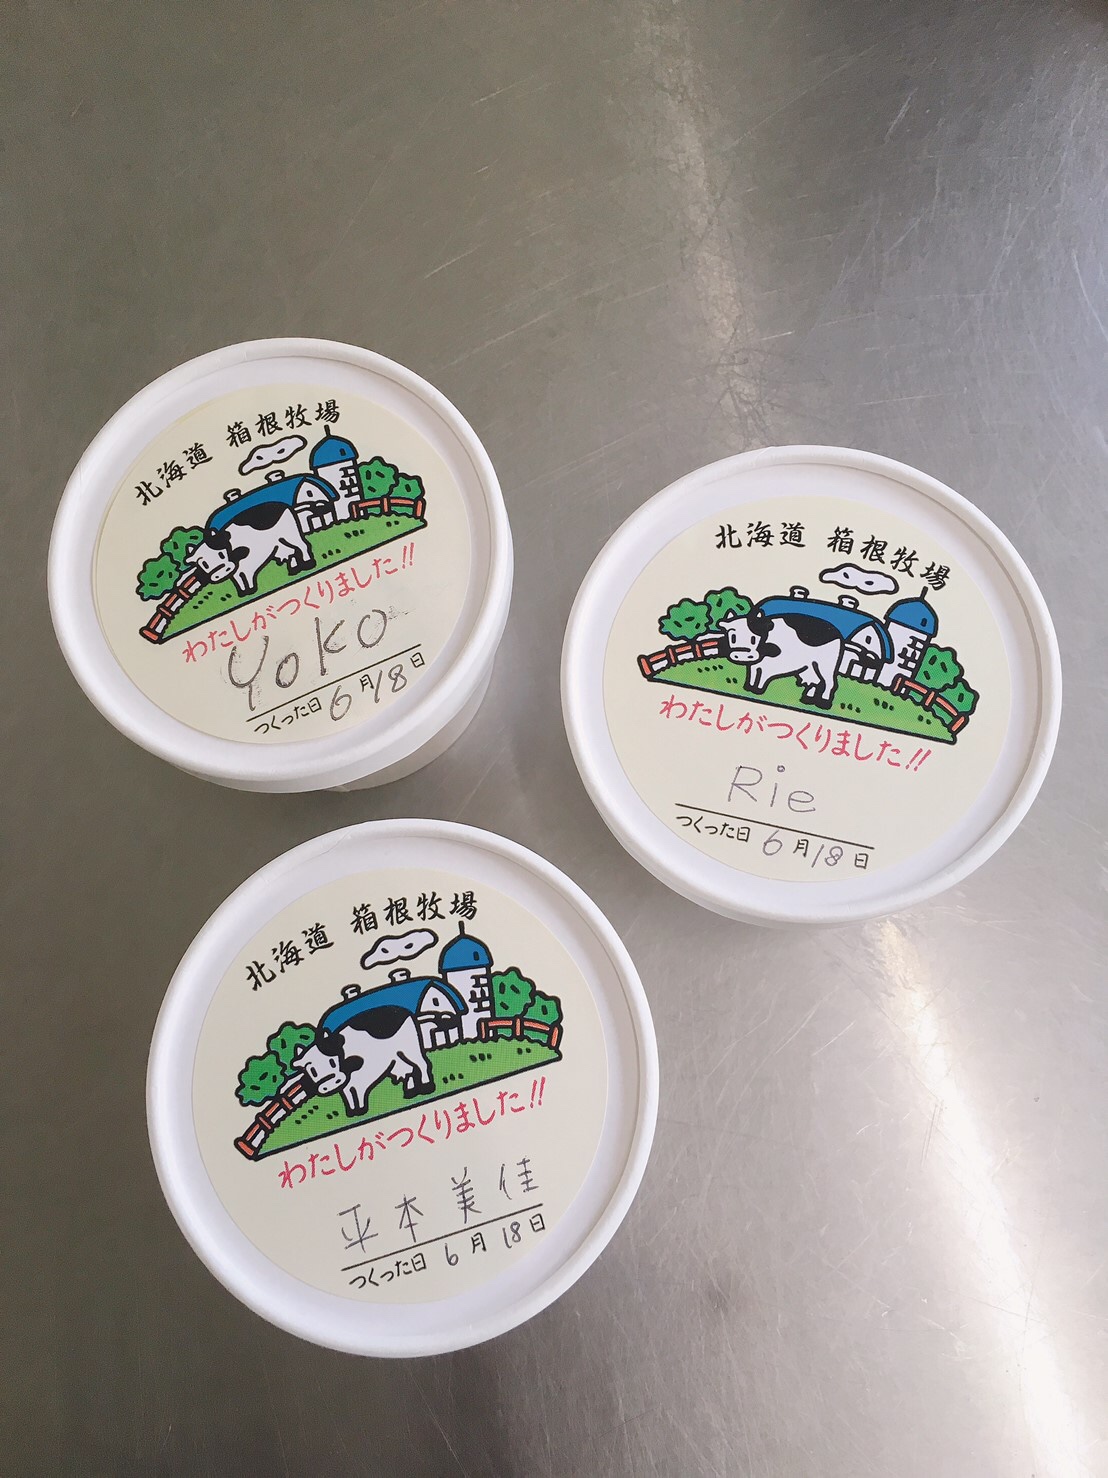 北海道 箱根牧場
わたしがつくりました!!
Yoko
つくった日 6月18日
北海道 箱根牧場
わたしがつくりました!!
Rie
つくった日 6月18日
北海道 箱根牧場
わたしがつくりました!!
平本美佳
つくった日 6月18日